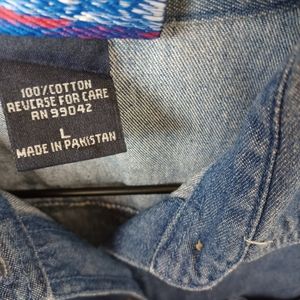 100% COTTON
REVERSE FOR CARE
RN 99042
L
MADE IN PAKISTAN